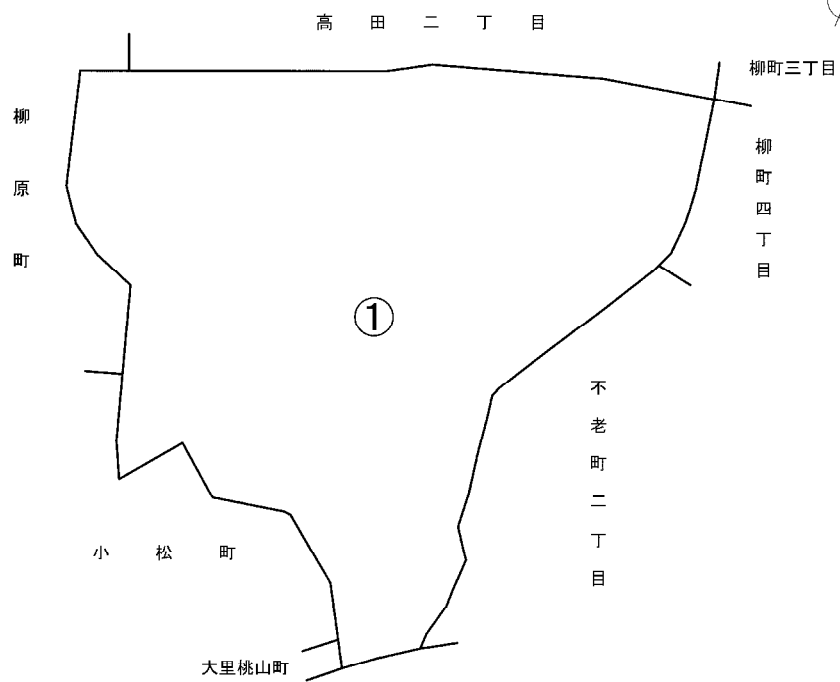 高田二丁目
柳町三丁目
柳原町
柳町四丁目
①
不老町二丁目
小松町
大里桃山町